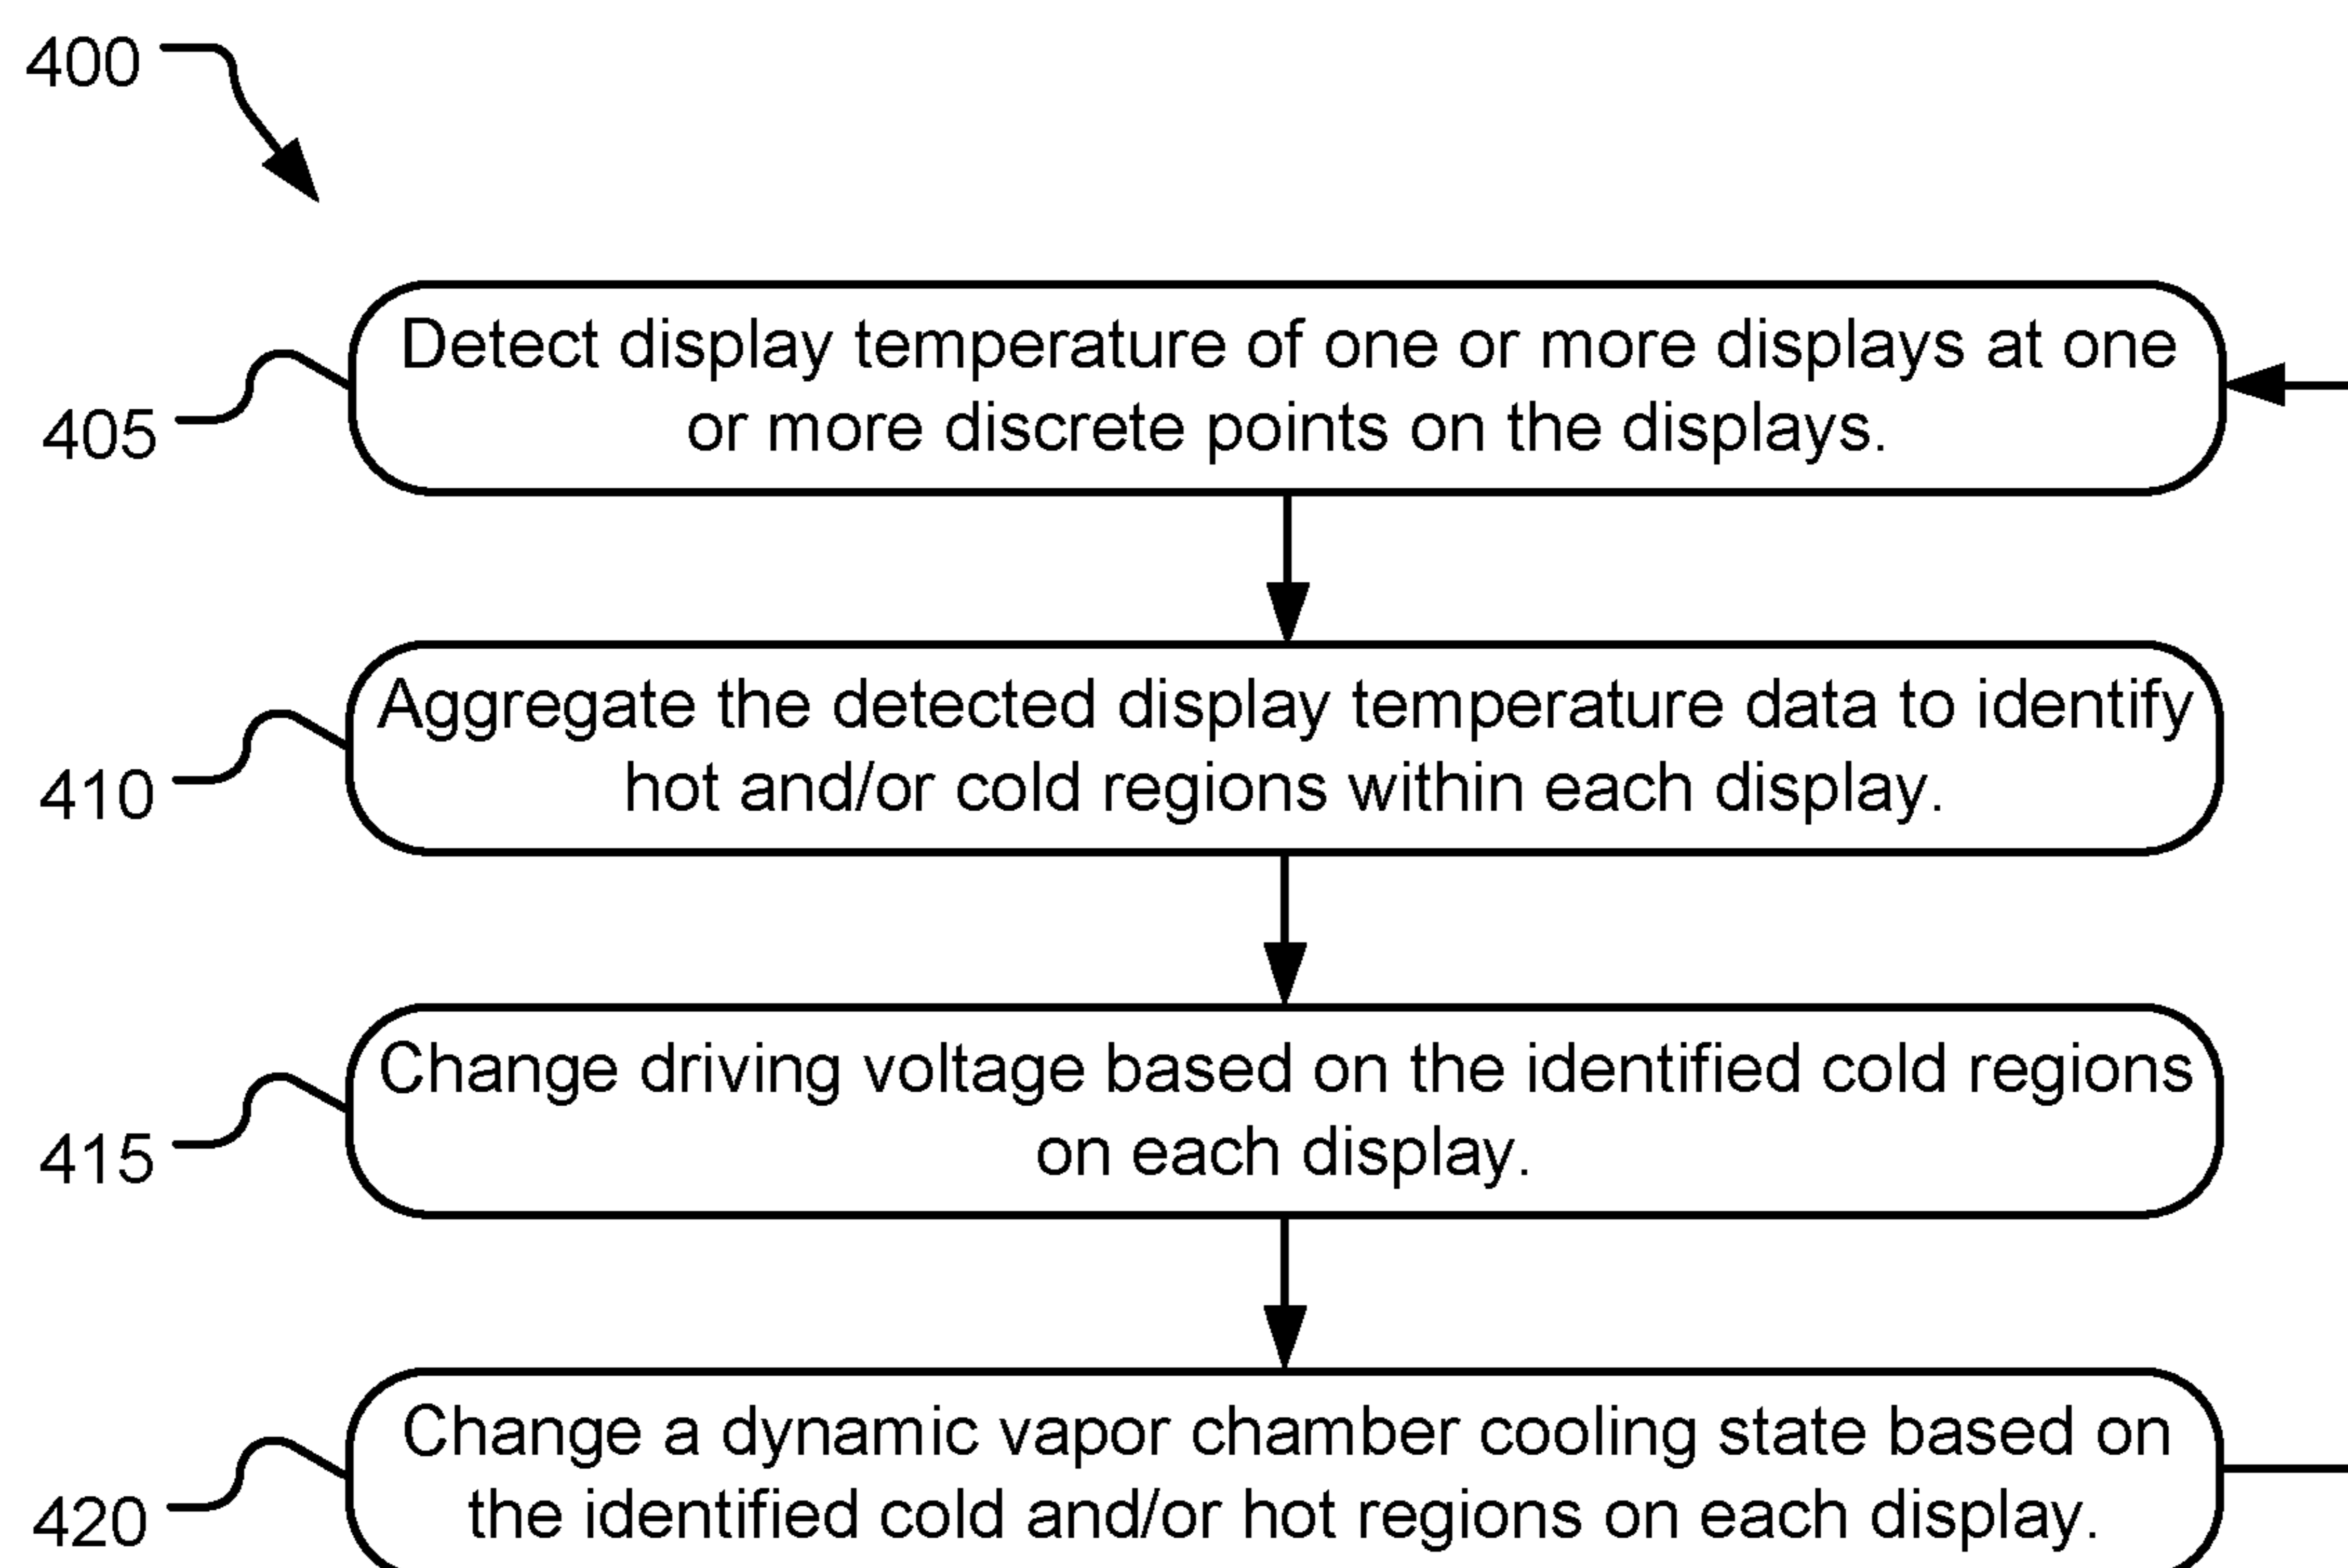 400
Detect display temperature of one or more displays at one
or more discrete points on the displays.
405
Aggregate the detected display temperature data to identify
hot and/or cold regions within each display.
410
Change driving voltage based on the identified cold regions
on each display.
415
Change a dynamic vapor chamber cooling state based on
the identified cold and/or hot regions on each display.
420